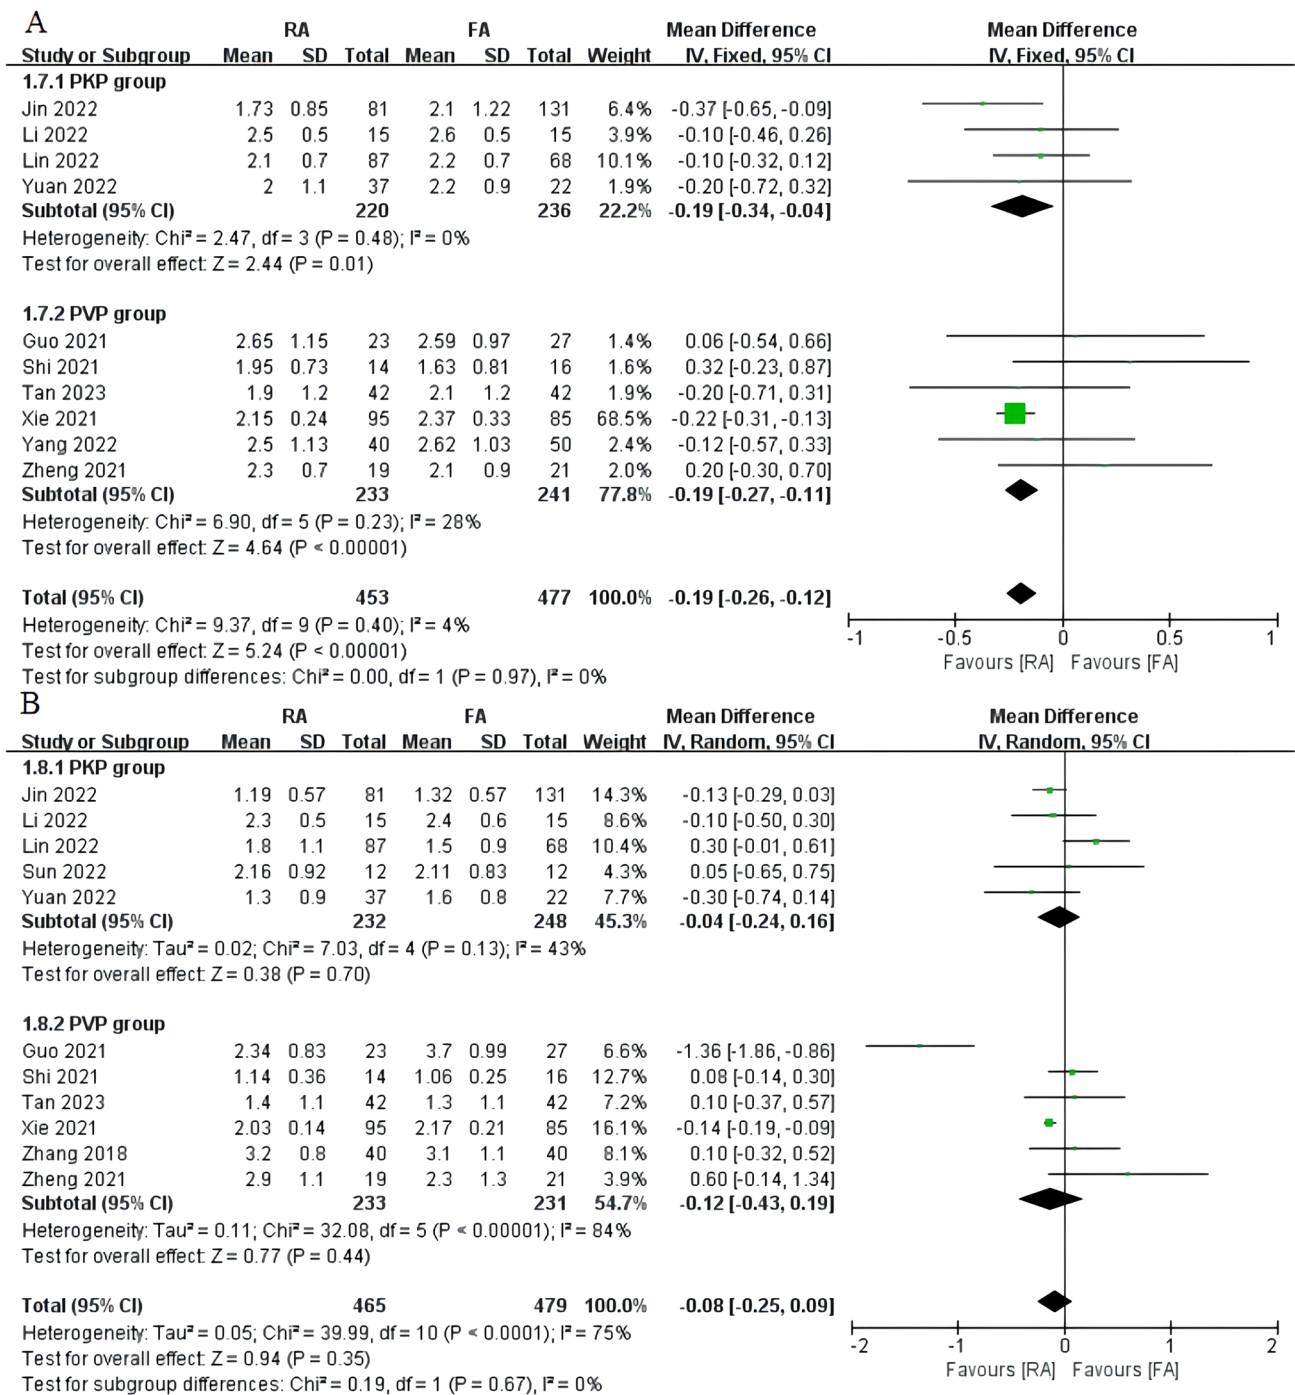 A
RA FA Mean Difference Mean Difference
Study or Subgroup Mean SD Total Mean SD Total Weight IV, Fixed, 95% CI IV, Fixed, 95% CI
1.7.1 PKP group
Jin 2022 1.73 0.85 81 2.1 1.22 131 6.4% -0.37 [-0.65, -0.09]
Li 2022 2.5 0.5 15 2.6 0.5 15 3.9% -0.10 [-0.46, 0.26]
Lin 2022 2.1 0.7 87 2.2 0.7 68 10.1% -0.10 [-0.32, 0.12]
Yuan 2022 2 1.1 37 2.2 0.9 22 1.9% -0.20 [-0.72, 0.32]
Subtotal (95% CI) 220 236 22.2% -0.19 [-0.34, -0.04]
Heterogeneity: Chi² = 2.47, df = 3 (P = 0.48); I² = 0%
Test for overall effect: Z = 2.44 (P = 0.01)
1.7.2 PVP group
Guo 2021 2.65 1.15 23 2.59 0.97 27 1.4% 0.06 [-0.54, 0.66]
Shi 2021 1.95 0.73 14 1.63 0.81 16 1.6% 0.32 [-0.23, 0.87]
Tan 2023 1.9 1.2 42 2.1 1.2 42 1.9% -0.20 [-0.71, 0.31]
Xie 2021 2.15 0.24 95 2.37 0.33 85 68.5% -0.22 [-0.31, -0.13]
Yang 2022 2.5 1.13 40 2.62 1.03 50 2.4% -0.12 [-0.57, 0.33]
Zheng 2021 2.3 0.7 19 2.1 0.9 21 2.0% 0.20 [-0.30, 0.70]
Subtotal (95% CI) 233 241 77.8% -0.19 [-0.27, -0.11]
Heterogeneity: Chi² = 6.90, df = 5 (P = 0.23); I² = 28%
Test for overall effect: Z = 4.64 (P < 0.00001)
Total (95% CI) 453 477 100.0% -0.19 [-0.26, -0.12]
Heterogeneity: Chi² = 9.37, df = 9 (P = 0.40); I² = 4%
Test for overall effect: Z = 5.24 (P < 0.00001)
Test for subgroup differences: Chi² = 0.00, df = 1 (P = 0.97), I² = 0%
-1 -0.5 0 0.5 1
Favours [RA] Favours [FA]
B
RA FA Mean Difference Mean Difference
Study or Subgroup Mean SD Total Mean SD Total Weight IV, Random, 95% CI IV, Random, 95% CI
1.8.1 PKP group
Jin 2022 1.19 0.57 81 1.32 0.57 131 14.3% -0.13 [-0.29, 0.03]
Li 2022 2.3 0.5 15 2.4 0.6 15 8.6% -0.10 [-0.50, 0.30]
Lin 2022 1.8 1.1 87 1.5 0.9 68 10.4% 0.30 [-0.01, 0.61]
Sun 2022 2.16 0.92 12 2.11 0.83 12 4.3% 0.05 [-0.65, 0.75]
Yuan 2022 1.3 0.9 37 1.6 0.8 22 7.7% -0.30 [-0.74, 0.14]
Subtotal (95% CI) 232 248 45.3% -0.04 [-0.24, 0.16]
Heterogeneity: Tau² = 0.02; Chi² = 7.03, df = 4 (P = 0.13); I² = 43%
Test for overall effect: Z = 0.38 (P = 0.70)
1.8.2 PVP group
Guo 2021 2.34 0.83 23 3.7 0.99 27 6.6% -1.36 [-1.86, -0.86]
Shi 2021 1.14 0.36 14 1.06 0.25 16 12.7% 0.08 [-0.14, 0.30]
Tan 2023 1.4 1.1 42 1.3 1.1 42 7.2% 0.10 [-0.37, 0.57]
Xie 2021 2.03 0.14 95 2.17 0.21 85 16.1% -0.14 [-0.19, -0.09]
Zhang 2018 3.2 0.8 40 3.1 1.1 40 8.1% 0.10 [-0.32, 0.52]
Zheng 2021 2.9 1.1 19 2.3 1.3 21 3.9% 0.60 [-0.14, 1.34]
Subtotal (95% CI) 233 231 54.7% -0.12 [-0.43, 0.19]
Heterogeneity: Tau² = 0.11; Chi² = 32.08, df = 5 (P < 0.00001); I² = 84%
Test for overall effect: Z = 0.77 (P = 0.44)
Total (95% CI) 465 479 100.0% -0.08 [-0.25, 0.09]
Heterogeneity: Tau² = 0.05; Chi² = 39.99, df = 10 (P < 0.0001); I² = 75%
Test for overall effect: Z = 0.94 (P = 0.35)
Test for subgroup differences: Chi² = 0.19, df = 1 (P = 0.67), I² = 0%
-2 -1 0 1 2
Favours [RA] Favours [FA]